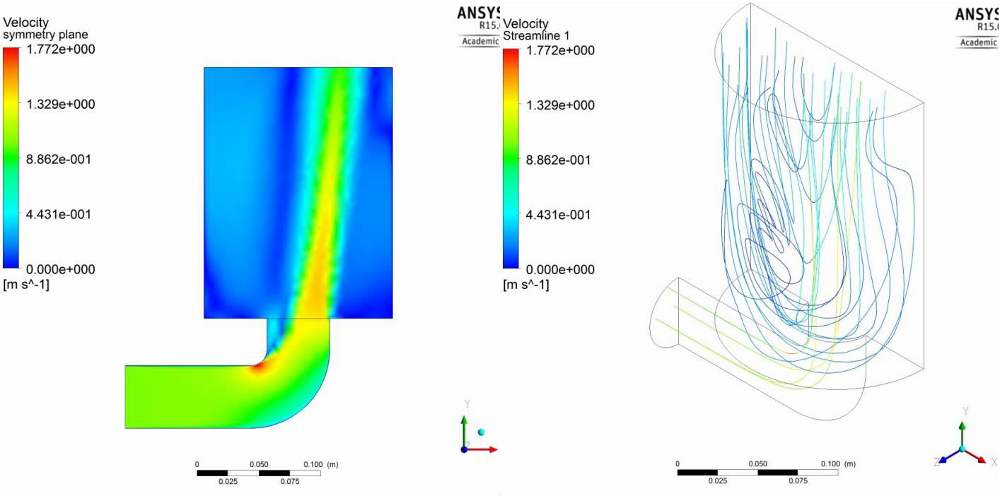 Velocity
symmetry plane
1.772e+000
1.329e+000
8.862e-001
4.431e-001
0.000e+000
[m s^-1]
R15.
Academic
Y
Z
0 0.050 0.100 (m)
0.025 0.075
Velocity
Streamline 1
1.772e+000
1.329e+000
8.862e-001
4.431e-001
0.000e+000
[m s^-1]
ANSYS
R15.
Academic
Y
Z X
0 0.050 0.100 (m)
0.025 0.075